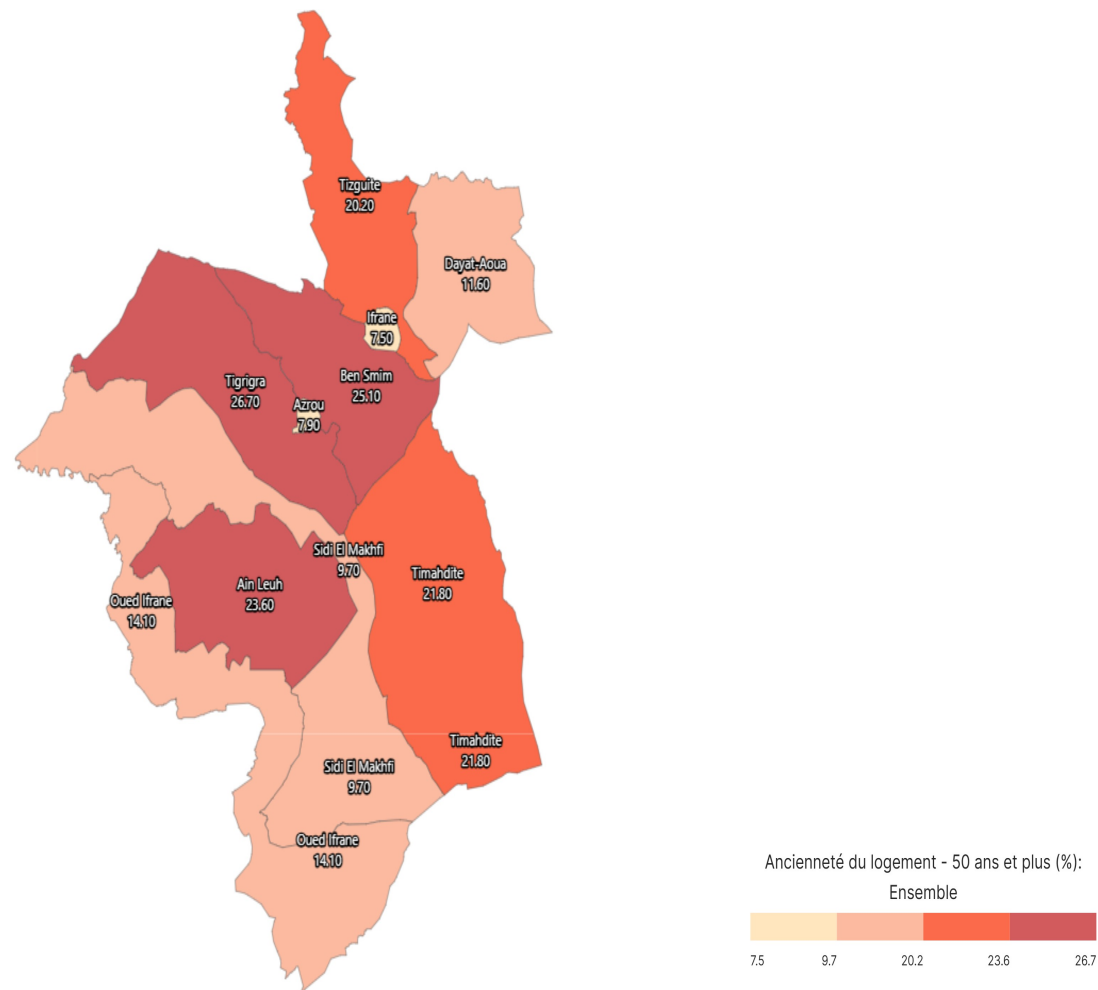 Tizguite
20.20
Dayat-Aoua
11.60
Ifrane
7.50
Ben Smim
25.10
Tigrigra
26.70
Azrou
7.90
Sidi El Makhfi
9.70
Timahdite
21.80
Ain Leuh
23.60
Oued Ifrane
14.10
Timahdite
21.80
Sidi El Makhfi
9.70
Oued Ifrane
14.10
Ancienneté du logement - 50 ans et plus (%):
Ensemble
7.5 9.7 20.2 23.6 26.7